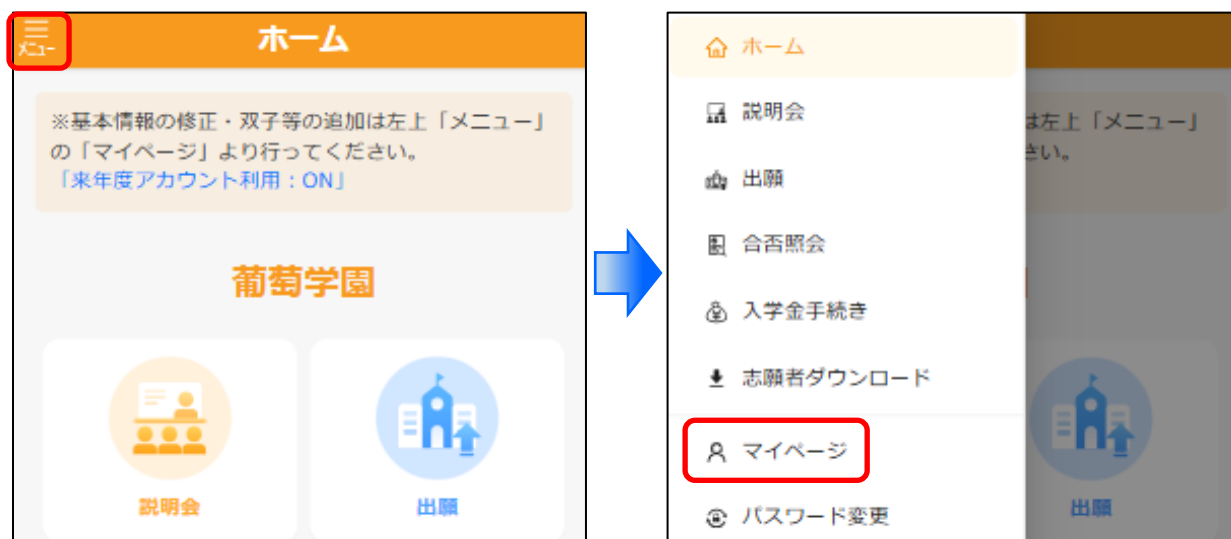 メニュー
ホーム
※基本情報の修正・双子等の追加は左上「メニュー」
の「マイページ」より行ってください。
「来年度アカウント利用：ON」
葡萄学園
説明会
出願
ホーム
説明会
出願
合否照会
入学金手続き
志願者ダウンロード
マイページ
パスワード変更
は左上「メニュー」
さい。
出願